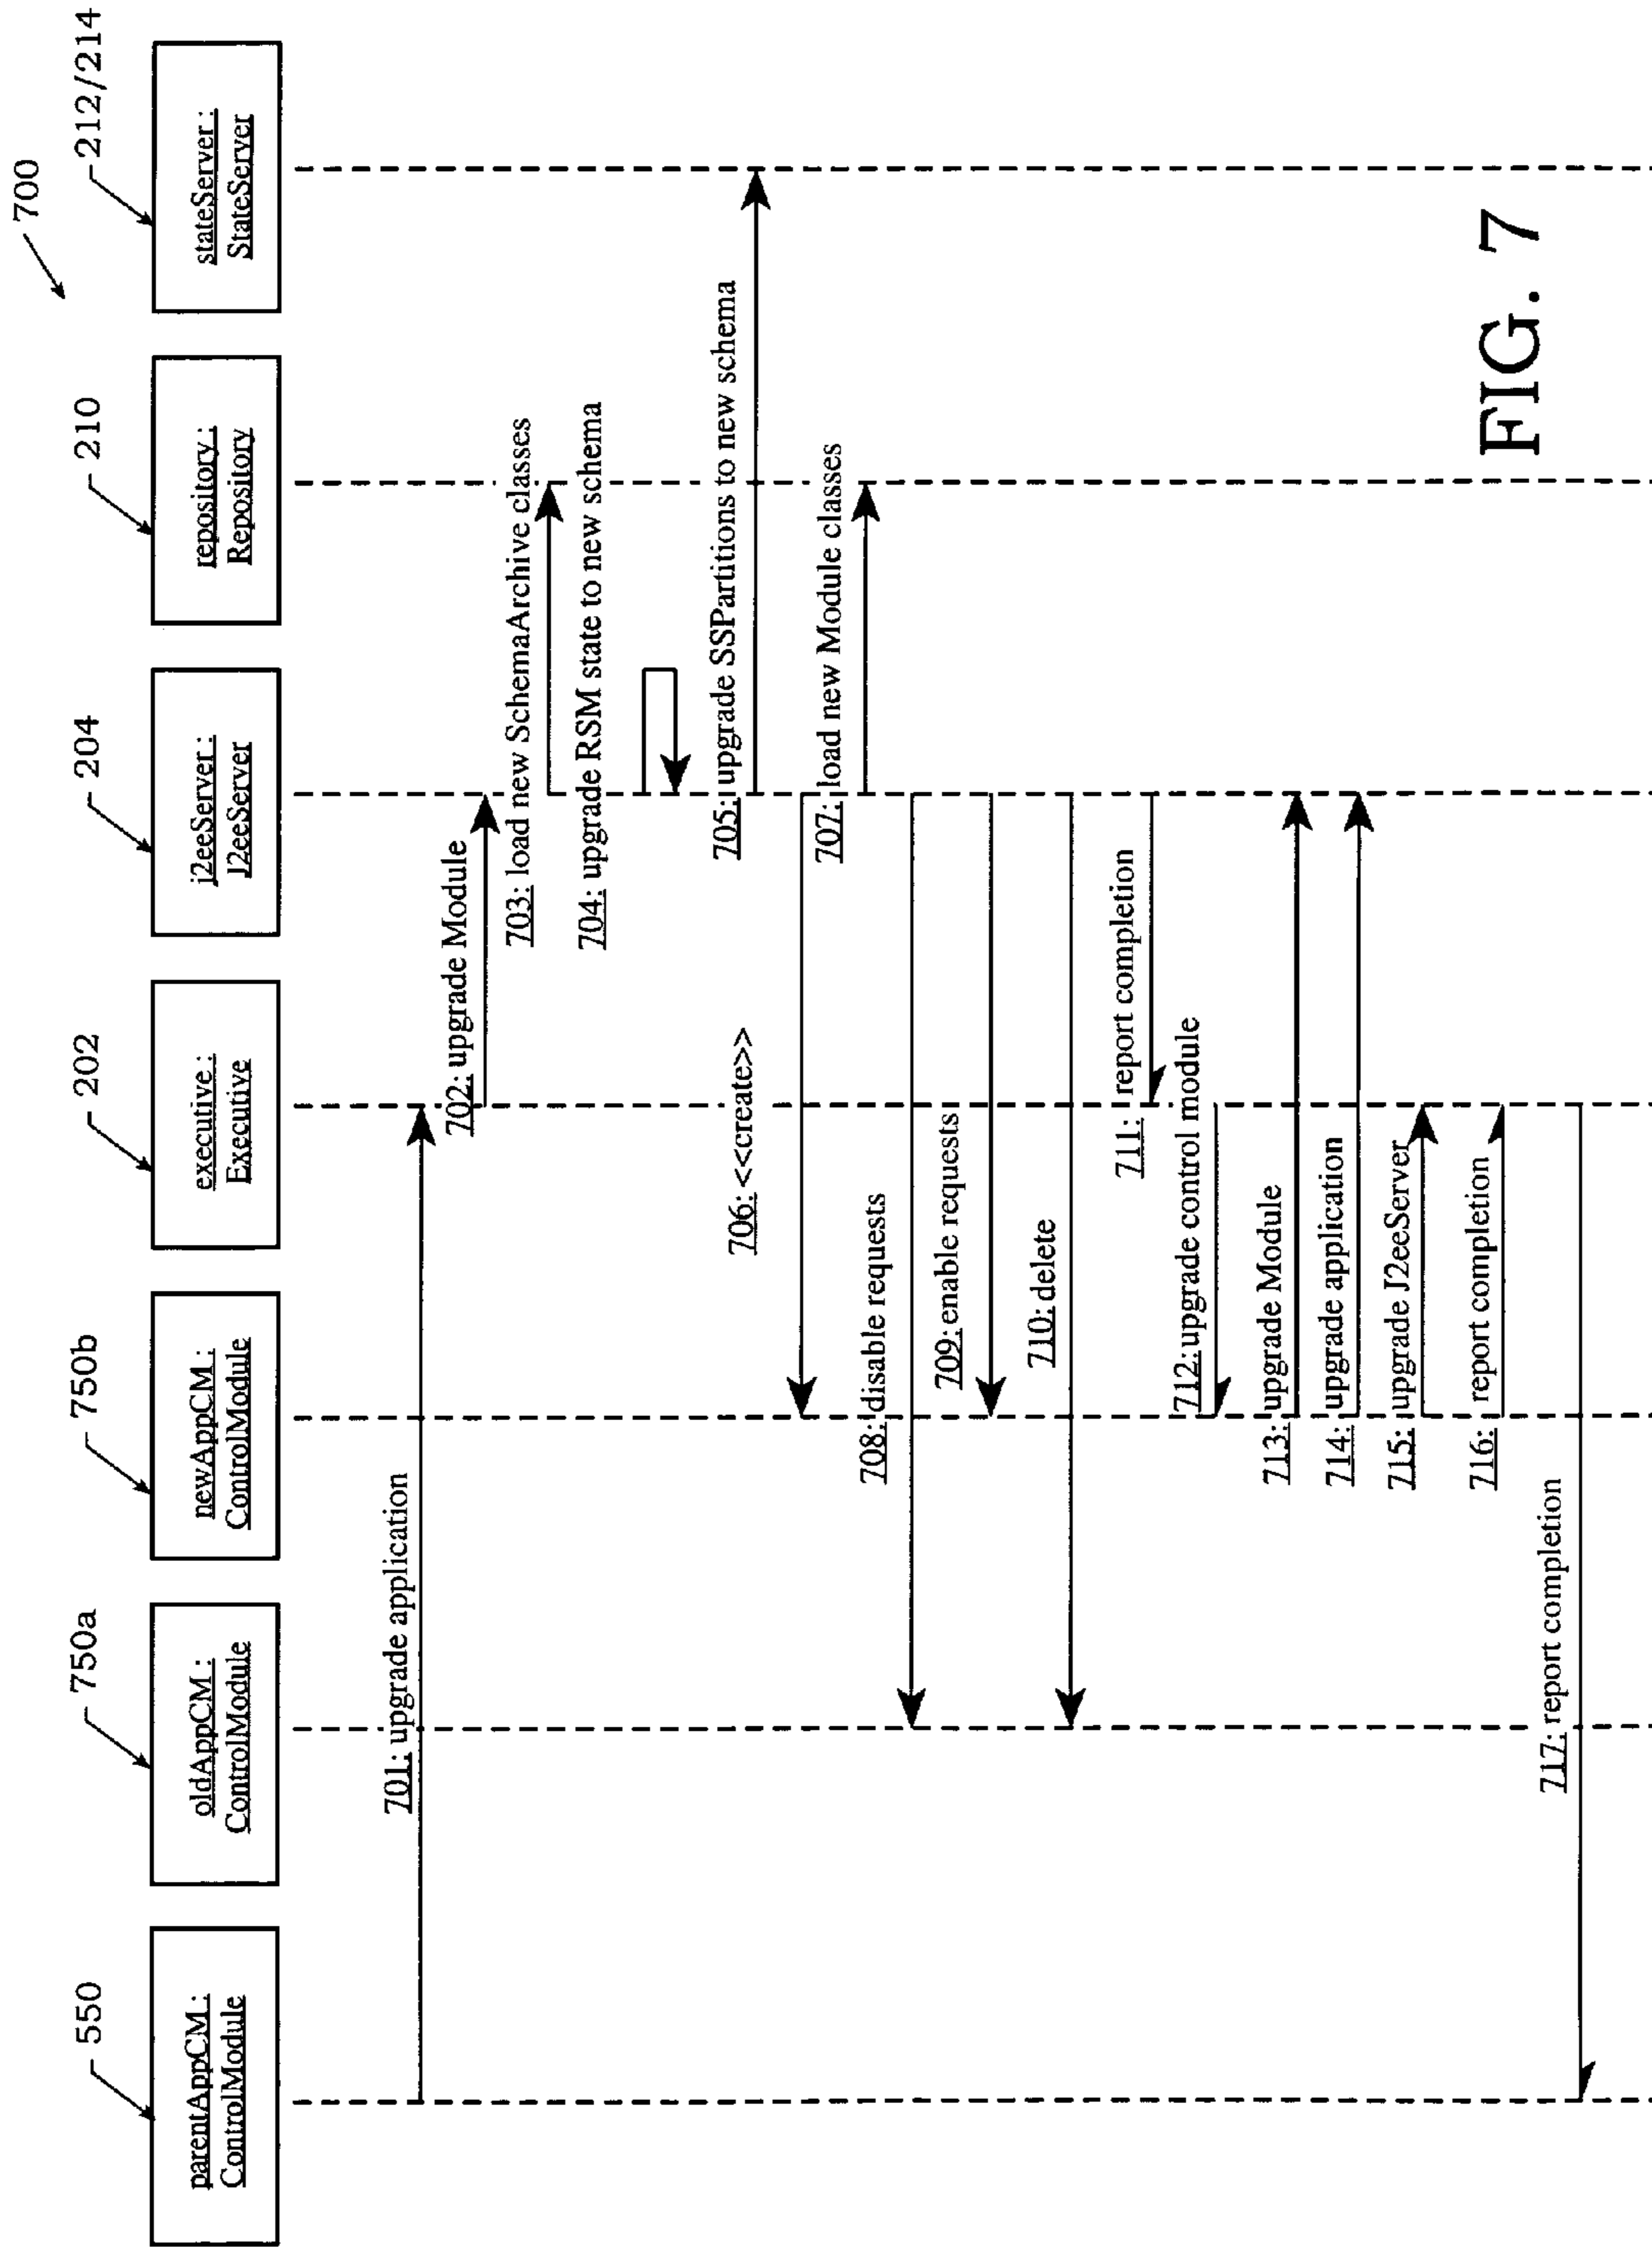 700
550
750a
750b
202
204
210
212/214
parentAppCM :
ControlModule
oldAppCM :
ControlModule
newAppCM :
ControlModule
executive :
Executive
j2eeServer :
J2eeServer
repository :
Repository
stateServer :
StateServer
701: upgrade application
702: upgrade Module
703: load new SchemaArchive classes
704: upgrade RSM state to new schema
705: upgrade SSPartitions to new schema
706: <<create>>
707: load new Module classes
708: disable requests
709: enable requests
710: delete
711: report completion
712: upgrade control module
713: upgrade Module
714: upgrade application
715: upgrade J2eeServer
716: report completion
717: report completion
FIG. 7